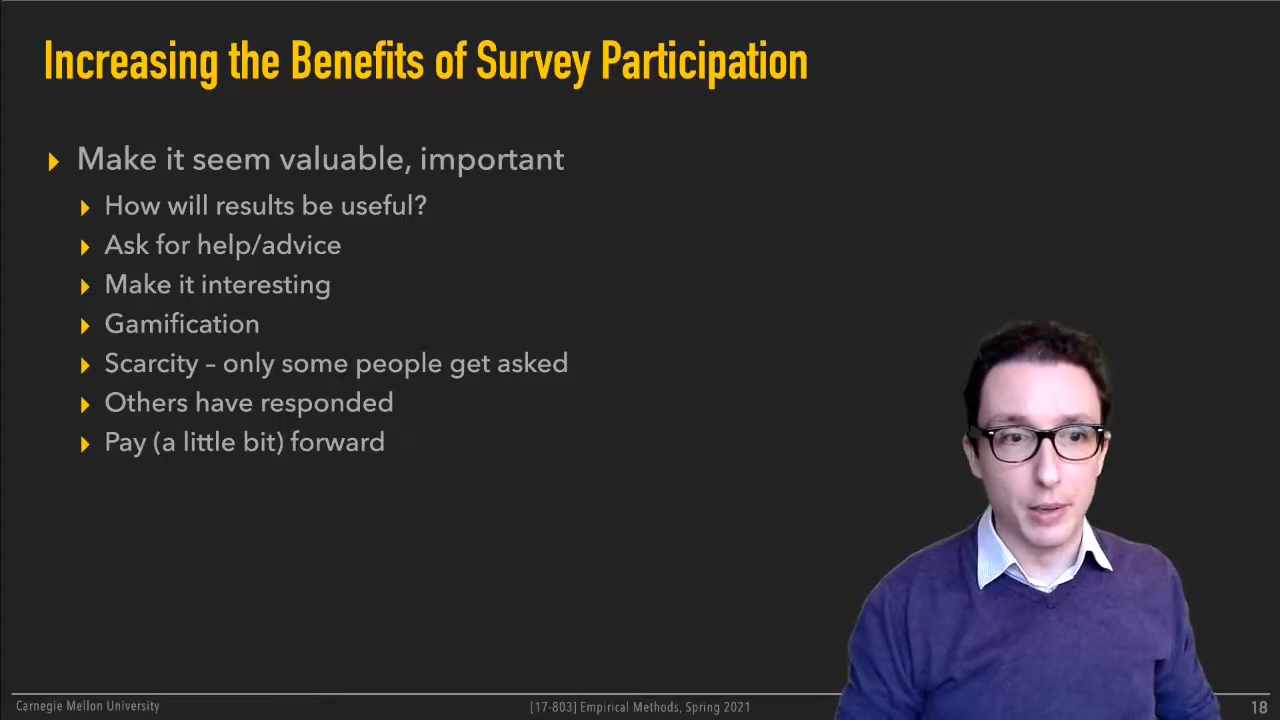 Increasing the Benefits of Survey Participation
Make it seem valuable, important
How will results be useful?
Ask for help/advice
Make it interesting
Gamification
Scarcity – only some people get asked
Others have responded
Pay (a little bit) forward
Carnegie Mellon University
[17-803] Empirical Methods, Spring 2021
18